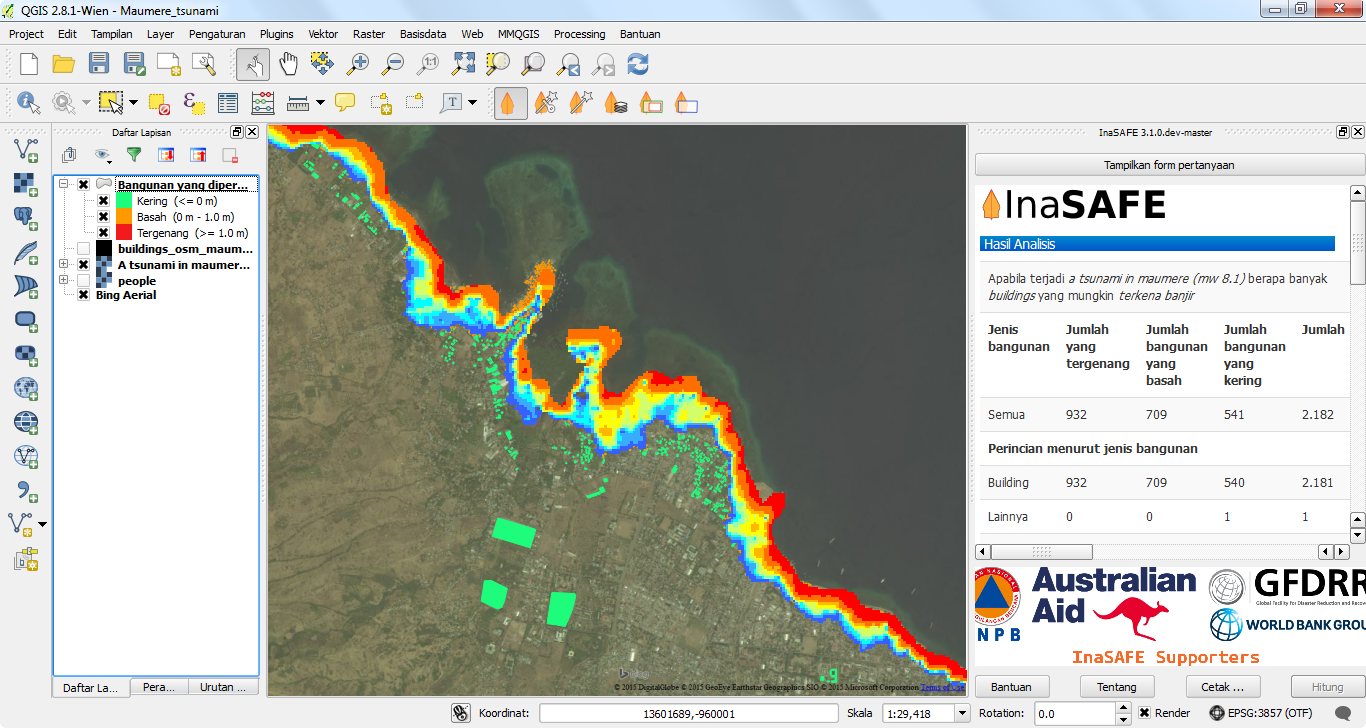 QGIS 2.8.1-Wien - Maumere_tsunami
Project Edit Tampilan Layer Pengaturan Plugins Vektor Raster Basisdata Web MMQGIS Processing Bantuan
Daftar Lapisan
Bangunan yang diper...
Kering (<= 0 m)
Basah (0 m - 1.0 m)
Tergenang (>= 1.0 m)
buildings_osm_maum...
A tsunami in maumer...
people
Bing Aerial
Daftar La... Pera... Urutan ...
© 2015 DigitalGlobe © 2015 GeoEye Earthstar Geographics SIO © 2015 Microsoft Corporation Terms of Use
InaSAFE 3.1.0.dev-master
Tampilkan form pertanyaan
InaSAFE
Hasil Analisis
Apabila terjadi a tsunami in maumere (mw 8.1) berapa banyak
buildings yang mungkin terkena banjir
Jenis bangunan Jumlah yang tergenang Jumlah bangunan yang basah Jumlah bangunan yang kering Jumlah
Semua 932 709 541 2.182
Perincian menurut jenis bangunan
Building 932 709 540 2.181
Lainnya 0 0 1 1
NPB
Australian
Aid
GFDRR
Global Facility for Disaster Reduction and Recov
WORLD BANK GROU
InaSAFE Supporters
Bantuan Tentang Cetak ... Hitung
Koordinat: 13601689,-960001 Skala 1:29,418 Rotation: 0.0 Render EPSG:3857 (OTF)